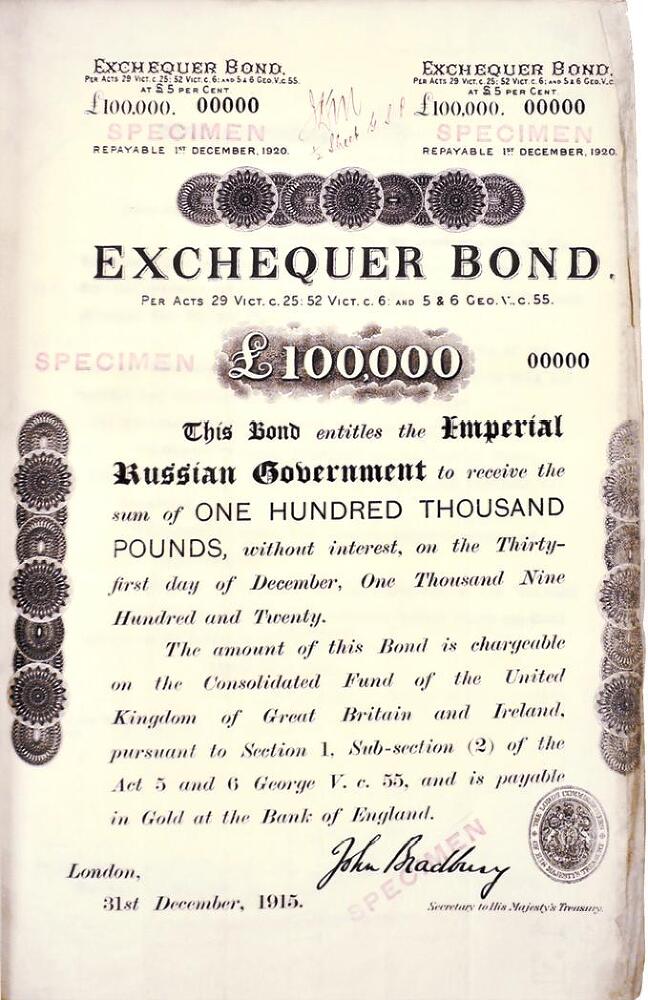 EXCHEQUER BOND.
PER ACTS 29 VICT. C. 25: 52 VICT. C. 6: AND 5 & 6 GEO. V. C. 55.
AT £5 PER CENT
£100,000. 00000
SPECIMEN
REPAYABLE 1ST DECEMBER, 1920.
EXCHEQUER BOND.
PER ACTS 29 VICT. C. 25: 52 VICT. C. 6: AND 5 & 6 GEO. V. C.
AT £5 PER CENT
£100,000. 00000
SPECIMEN
REPAYABLE 1ST DECEMBER, 1920.
EXCHEQUER BOND.
PER ACTS 29 VICT. C. 25: 52 VICT. C. 6: AND 5 & 6 GEO. V., C. 55.
SPECIMEN £100,000 00000
This Bond entitles the Imperial
Russian Government to receive the
sum of ONE HUNDRED THOUSAND
POUNDS, without interest, on the Thirty-
first day of December, One Thousand Nine
Hundred and Twenty.
The amount of this Bond is chargeable
on the Consolidated Fund of the United
Kingdom of Great Britain and Ireland,
pursuant to Section 1, Sub-section (2) of the
Act 5 and 6 George V. c. 55, and is payable
in Gold at the Bank of England.
SPECIMEN
John Bradbury
London,
31st December, 1915.
Secretary to His Majesty's Treasury.